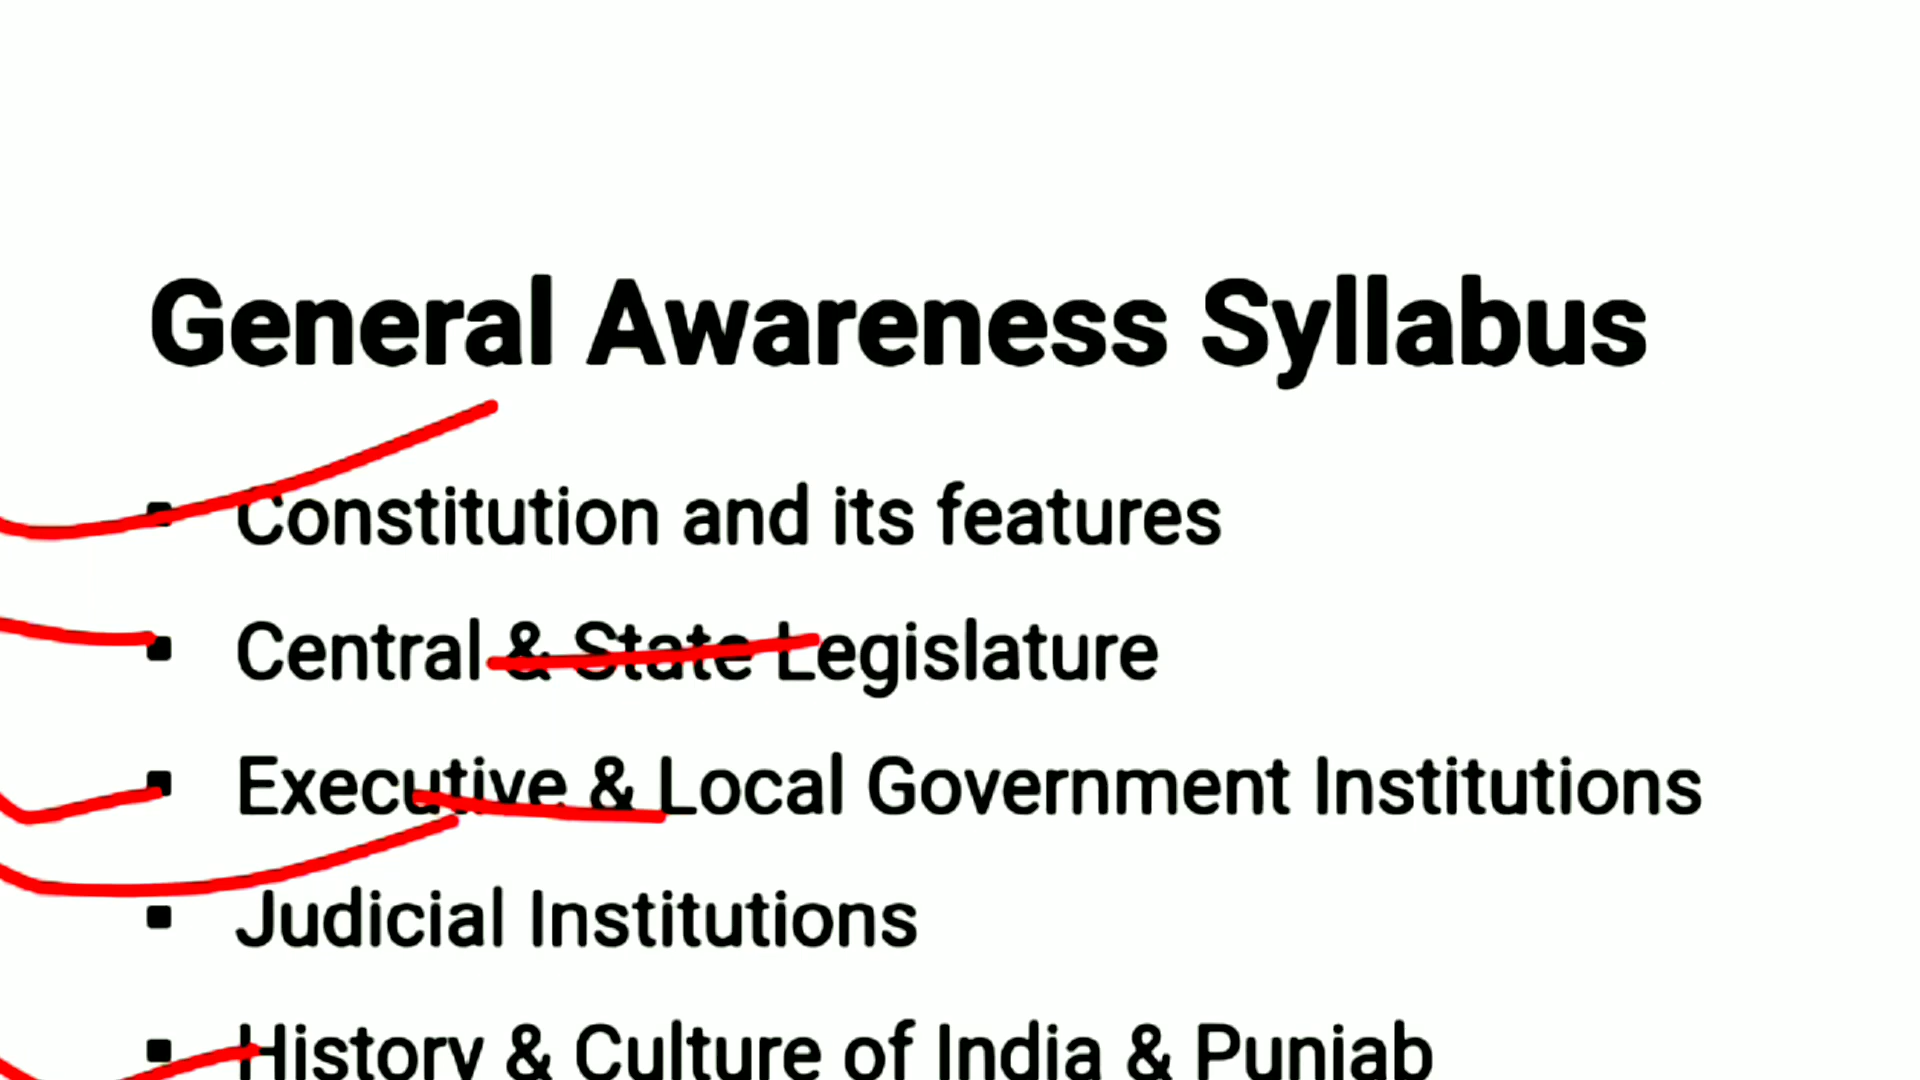 General Awareness Syllabus
▪ Constitution and its features
▪ Central & State Legislature
▪ Executive & Local Government Institutions
▪ Judicial Institutions
▪ History & Culture of India & Punjab